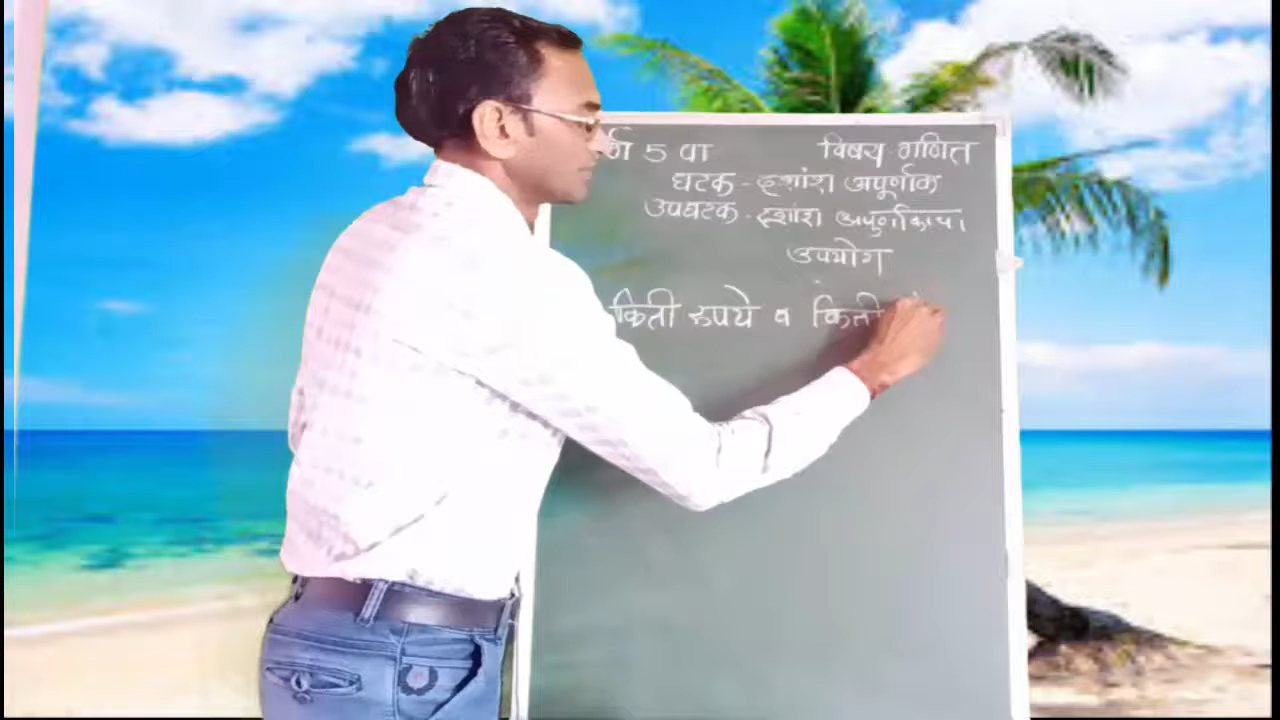 र्ग 5 वा विषय - गणित
घटक - दशांश अपूर्णांक
उपघटक - दशांश अपुर्णांकाचा
उपयोग
किती रुपये व किती